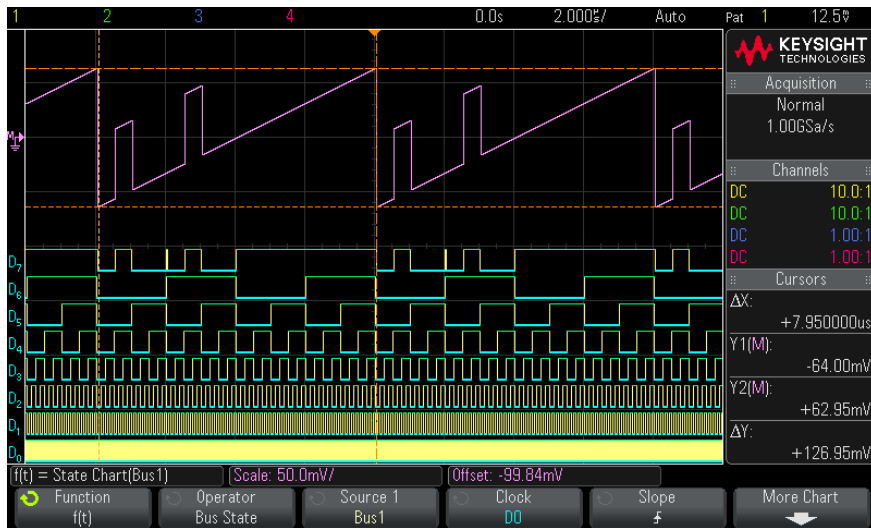 1 2 3 4 0.0s 2.000us/ Auto Pat 1 12.5V
KEYSIGHT
TECHNOLOGIES
Acquisition
Normal
1.00GSa/s
Channels
DC 10.0:1
DC 10.0:1
DC 1.00:1
DC 1.00:1
Cursors
ΔX:
+7.950000us
Y1(M):
-64.00mV
Y2(M):
+62.95mV
ΔY:
+126.95mV
M
D7
D6
D5
D4
D3
D2
D1
D0
f(t) = State Chart(Bus1) Scale: 50.0mV/ Offset: -99.84mV
Function Operator Source 1 Clock Slope More Chart
f(t) Bus State Bus1 D0